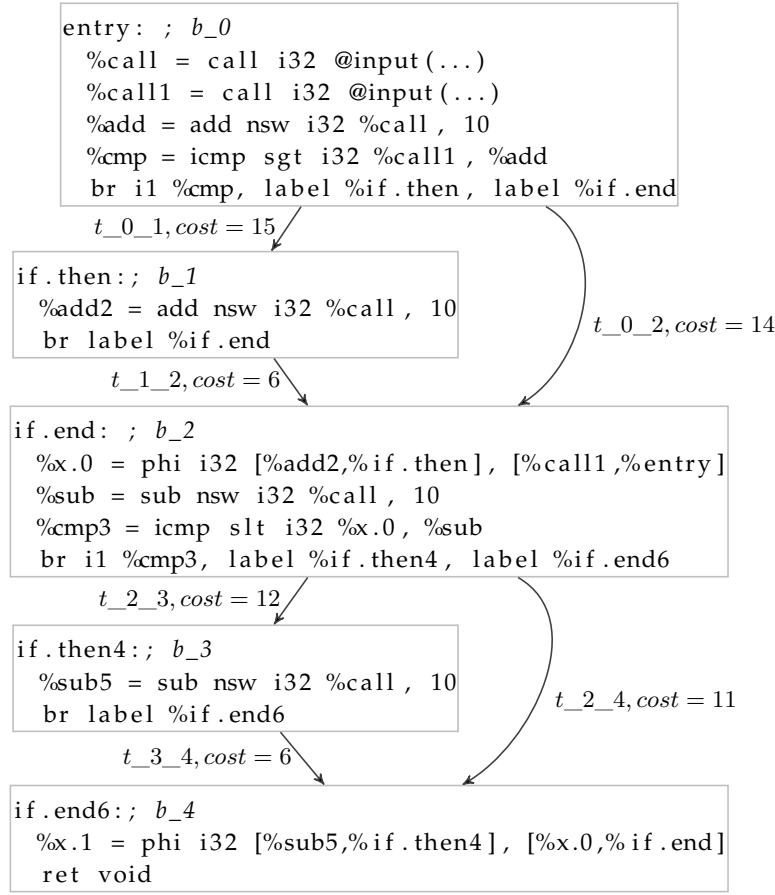 entry: ; b_0
%call = call i32 @input(...)
%call1 = call i32 @input(...)
%add = add nsw i32 %call, 10
%cmp = icmp sgt i32 %call1, %add
br i1 %cmp, label %if.then, label %if.end
t_0_1, cost = 15
if.then:; b_1
%add2 = add nsw i32 %call, 10
br label %if.end
t_0_2, cost = 14
t_1_2, cost = 6
if.end: ; b_2
%x.0 = phi i32 [%add2,%if.then], [%call1,%entry]
%sub = sub nsw i32 %call, 10
%cmp3 = icmp slt i32 %x.0, %sub
br i1 %cmp3, label %if.then4, label %if.end6
t_2_3, cost = 12
if.then4:; b_3
%sub5 = sub nsw i32 %call, 10
br label %if.end6
t_2_4, cost = 11
t_3_4, cost = 6
if.end6:; b_4
%x.1 = phi i32 [%sub5,%if.then4], [%x.0,%if.end]
ret void